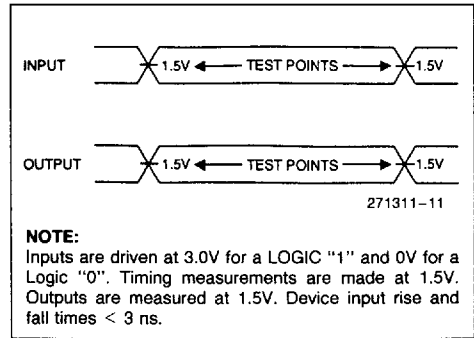 INPUT 1.5V TEST POINTS 1.5V
OUTPUT 1.5V TEST POINTS 1.5V
271311-11
NOTE:
Inputs are driven at 3.0V for a LOGIC "1" and 0V for a
Logic "0". Timing measurements are made at 1.5V.
Outputs are measured at 1.5V. Device input rise and
fall times < 3 ns.